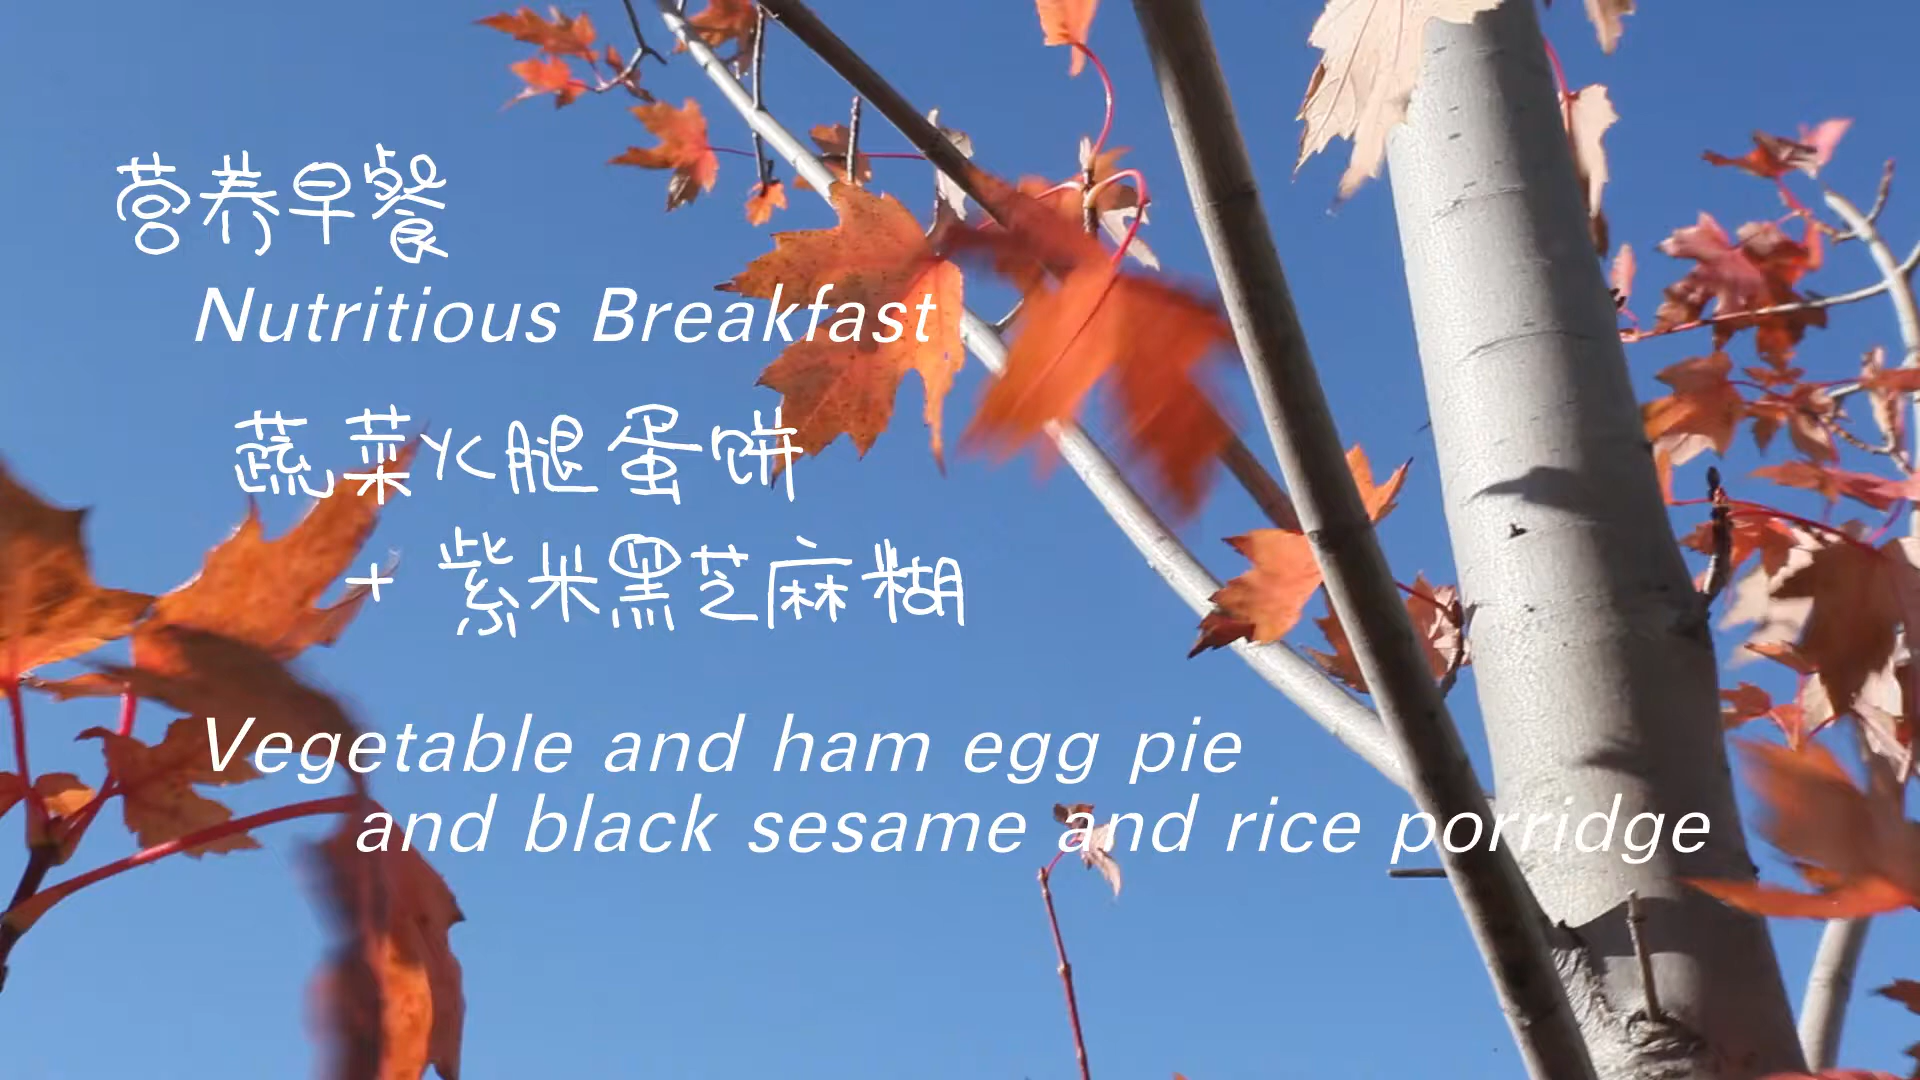 营养早餐
Nutritious Breakfast
蔬菜火腿蛋饼
+ 紫米黑芝麻糊
Vegetable and ham egg pie
and black sesame and rice porridge